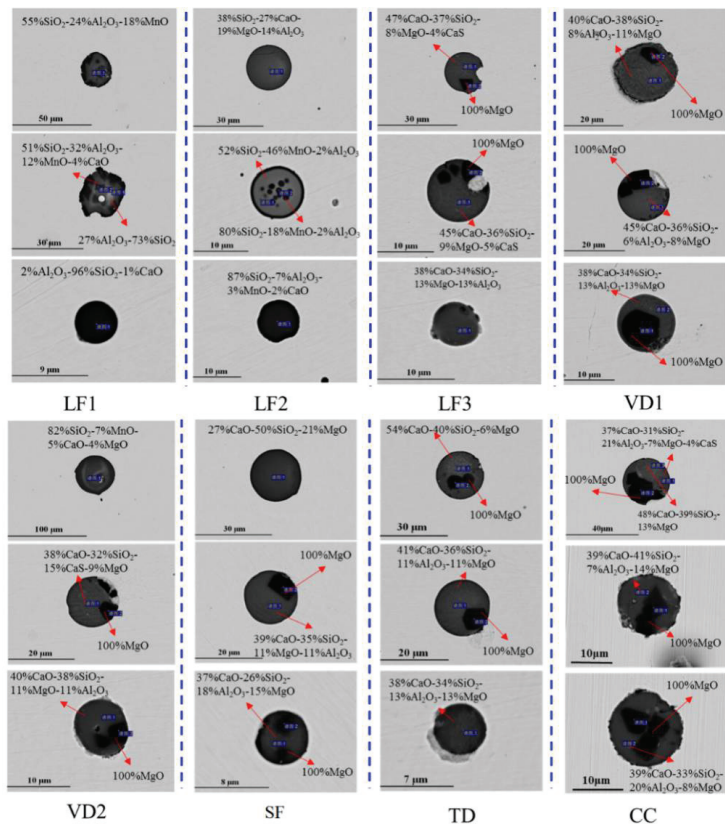 55%SiO₂-24%Al₂O₃-18%MnO
50 μm
51%SiO₂-32%Al₂O₃-
12%MnO-4%CaO
27%Al₂O₃-73%SiO₂
30 μm
2%Al₂O₃-96%SiO₂-1%CaO
9 μm
LF1
38%SiO₂-27%CaO-
19%MgO-14%Al₂O₃
30 μm
52%SiO₂-46%MnO-2%Al₂O₃
80%SiO₂-18%MnO-2%Al₂O₃
10 μm
87%SiO₂-7%Al₂O₃-
3%MnO-2%CaO
10 μm
LF2
47%CaO-37%SiO₂-
8%MgO-4%CaS
100%MgO
30 μm
100%MgO
45%CaO-36%SiO₂-
9%MgO-5%CaS
10 μm
38%CaO-34%SiO₂-
13%MgO-13%Al₂O₃
10 μm
LF3
40%CaO-38%SiO₂-
8%Al₂O₃-11%MgO
100%MgO
20 μm
100%MgO
45%CaO-36%SiO₂-
6%Al₂O₃-8%MgO
20 μm
38%CaO-34%SiO₂-
13%Al₂O₃-13%MgO
100%MgO
10 μm
VD1
82%SiO₂-7%MnO-
5%CaO-4%MgO
100 μm
38%CaO-32%SiO₂-
15%CaS-9%MgO
100%MgO
20 μm
40%CaO-38%SiO₂-
11%MgO-11%Al₂O₃
100%MgO
10 μm
VD2
27%CaO-50%SiO₂-21%MgO
30 μm
100%MgO
39%CaO-35%SiO₂-
11%MgO-11%Al₂O₃
20 μm
37%CaO-26%SiO₂-
18%Al₂O₃-15%MgO
100%MgO
8 μm
SF
54%CaO-40%SiO₂-6%MgO
100%MgO
30 μm
41%CaO-36%SiO₂-
11%Al₂O₃-11%MgO
100%MgO
20 μm
38%CaO-34%SiO₂-
13%Al₂O₃-13%MgO
7 μm
TD
37%CaO-31%SiO₂-
21%Al₂O₃-7%MgO-4%CaS
100%MgO
48%CaO-39%SiO₂-
13%MgO
40μm
39%CaO-41%SiO₂-
7%Al₂O₃-14%MgO
100%MgO
10μm
100%MgO
39%CaO-33%SiO₂-
20%Al₂O₃-8%MgO
10μm
CC